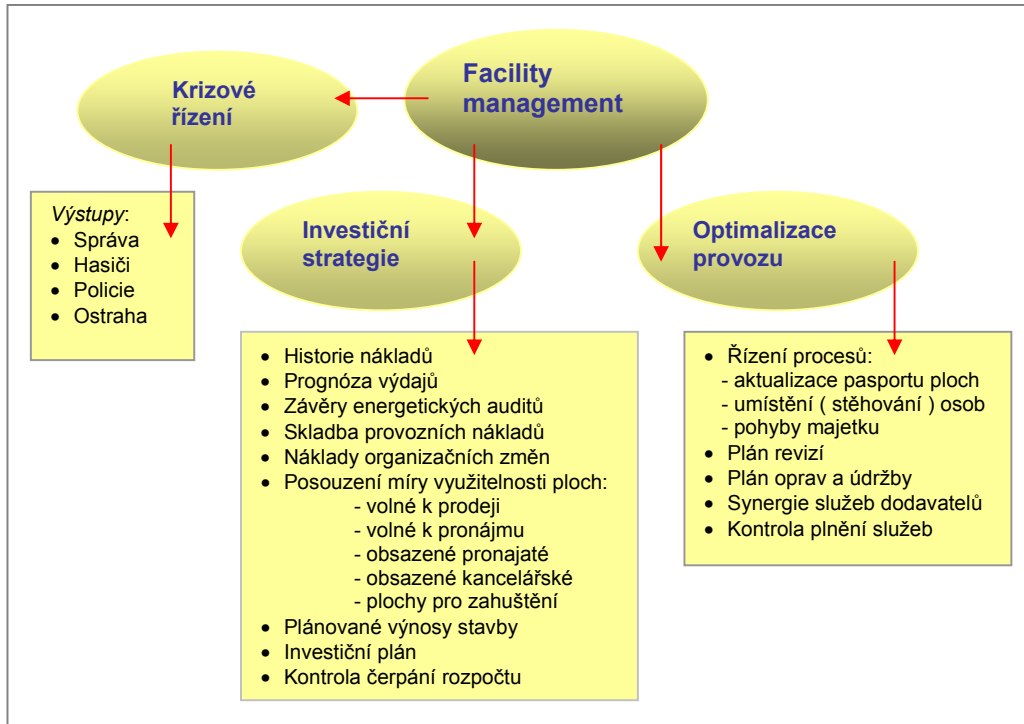 Facility
management
Krizové
řízení
Výstupy:
• Správa
• Hasiči
• Policie
• Ostraha
Investiční
strategie
• Historie nákladů
• Prognóza výdajů
• Závěry energetických auditů
• Skladba provozních nákladů
• Náklady organizačních změn
• Posouzení míry využitelnosti ploch:
- volné k prodeji
- volné k pronájmu
- obsazené pronajaté
- obsazené kancelářské
- plochy pro zahuštění
• Plánované výnosy stavby
• Investiční plán
• Kontrola čerpání rozpočtu
Optimalizace
provozu
• Řízení procesů:
- aktualizace pasportu ploch
- umístění ( stěhování ) osob
- pohyby majetku
• Plán revizí
• Plán oprav a údržby
• Synergie služeb dodavatelů
• Kontrola plnění služeb